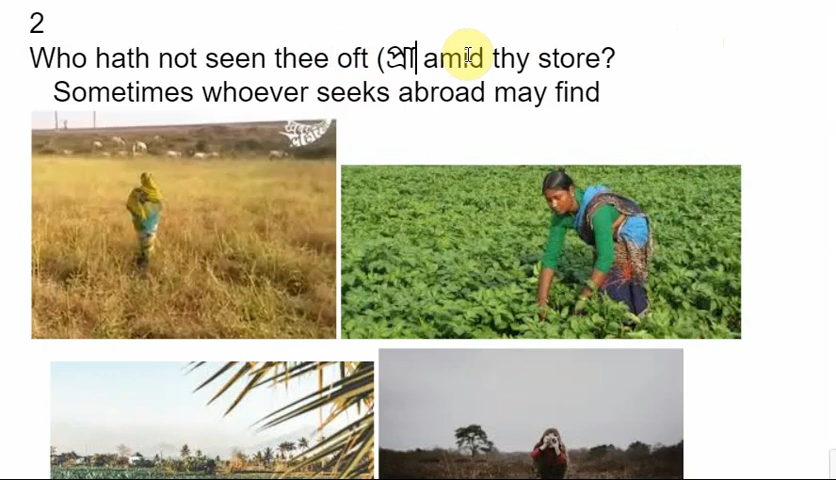 2
Who hath not seen thee oft (প্রা amid thy store?
Sometimes whoever seeks abroad may find